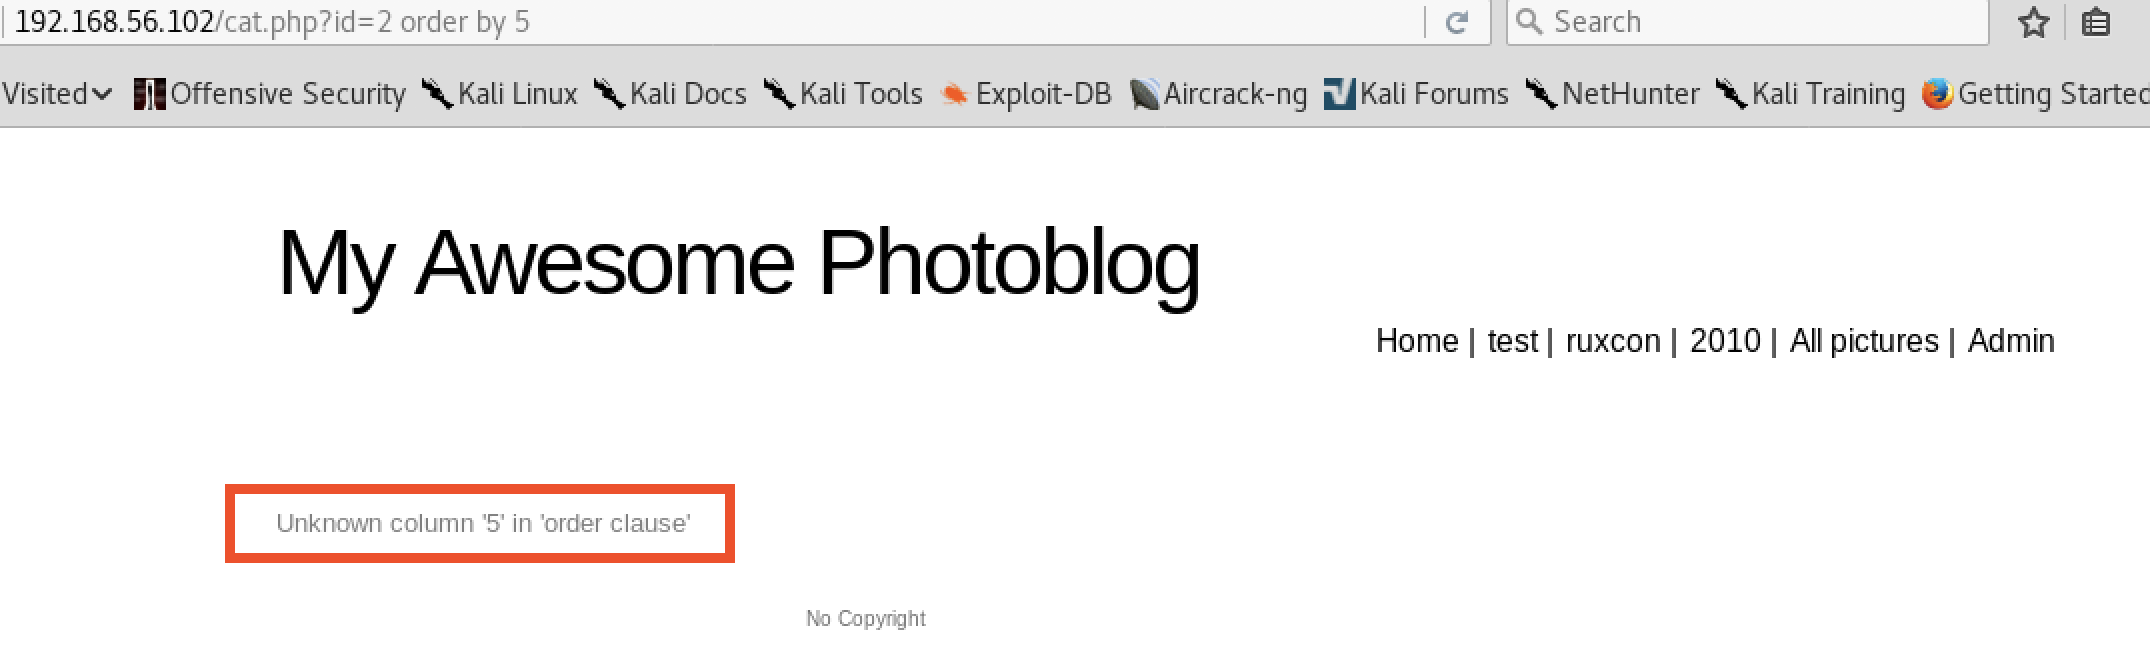 192.168.56.102/cat.php?id=2 order by 5
Search
Visited Offensive Security Kali Linux Kali Docs Kali Tools Exploit-DB Aircrack-ng Kali Forums NetHunter Kali Training Getting Started
My Awesome Photoblog
Home | test | ruxcon | 2010 | All pictures | Admin
Unknown column '5' in 'order clause'
No Copyright